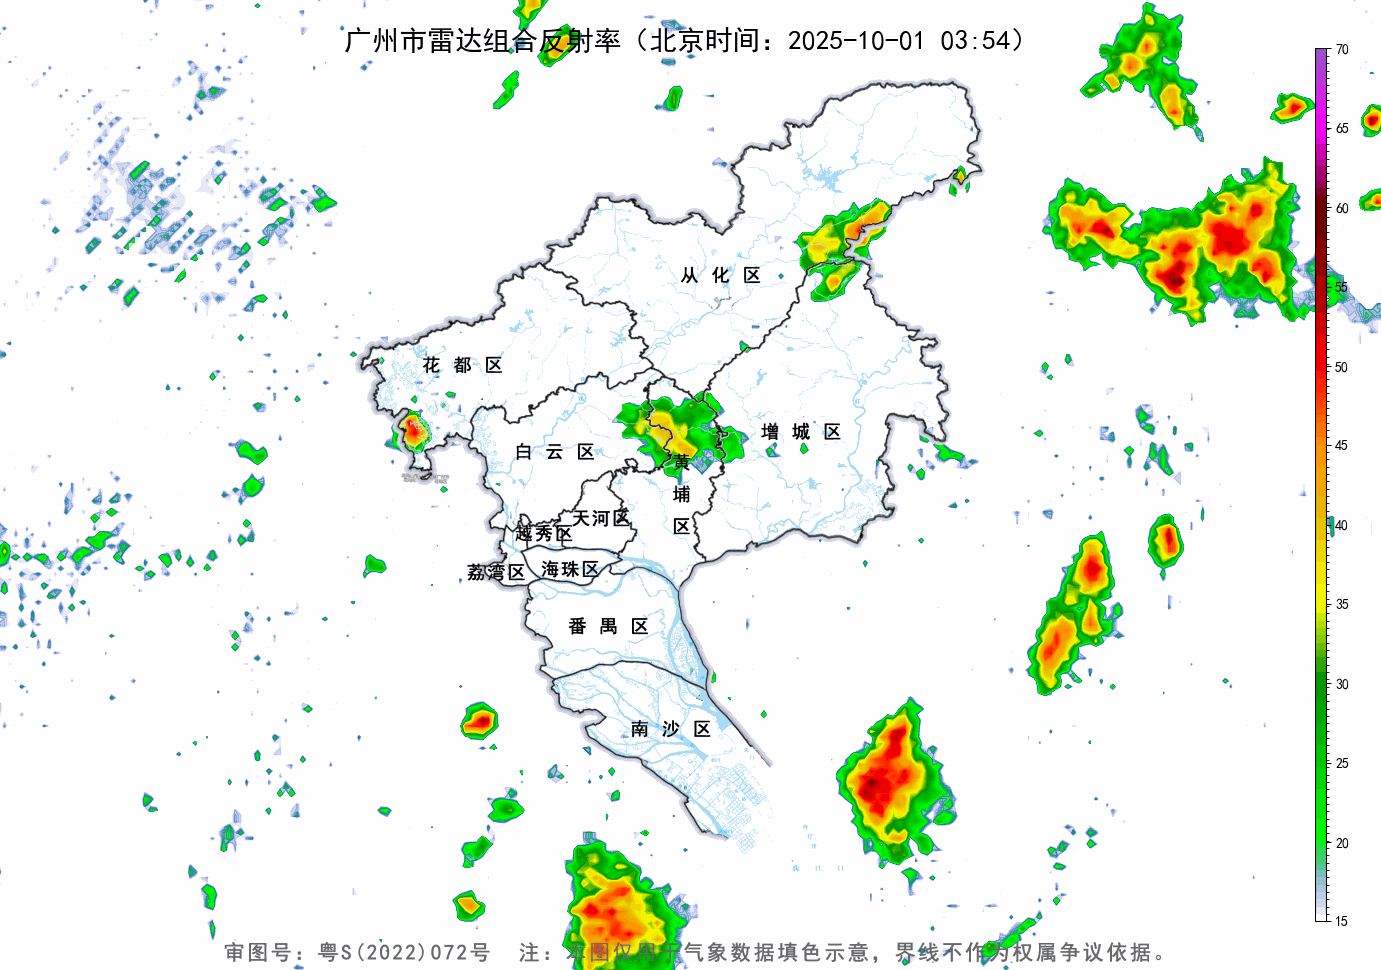 广州市雷达组合反射率（北京时间：2025-10-01 03:54）
70
65
60
55
50
45
40
35
30
25
20
15
从化区
花都区
增城区
白云区
黄埔区
天河区
越秀区
海珠区
荔湾区
番禺区
南沙区
审图号：粤S(2022)072号 注：本图仅用于气象数据填色示意，界线不作为权属争议依据。